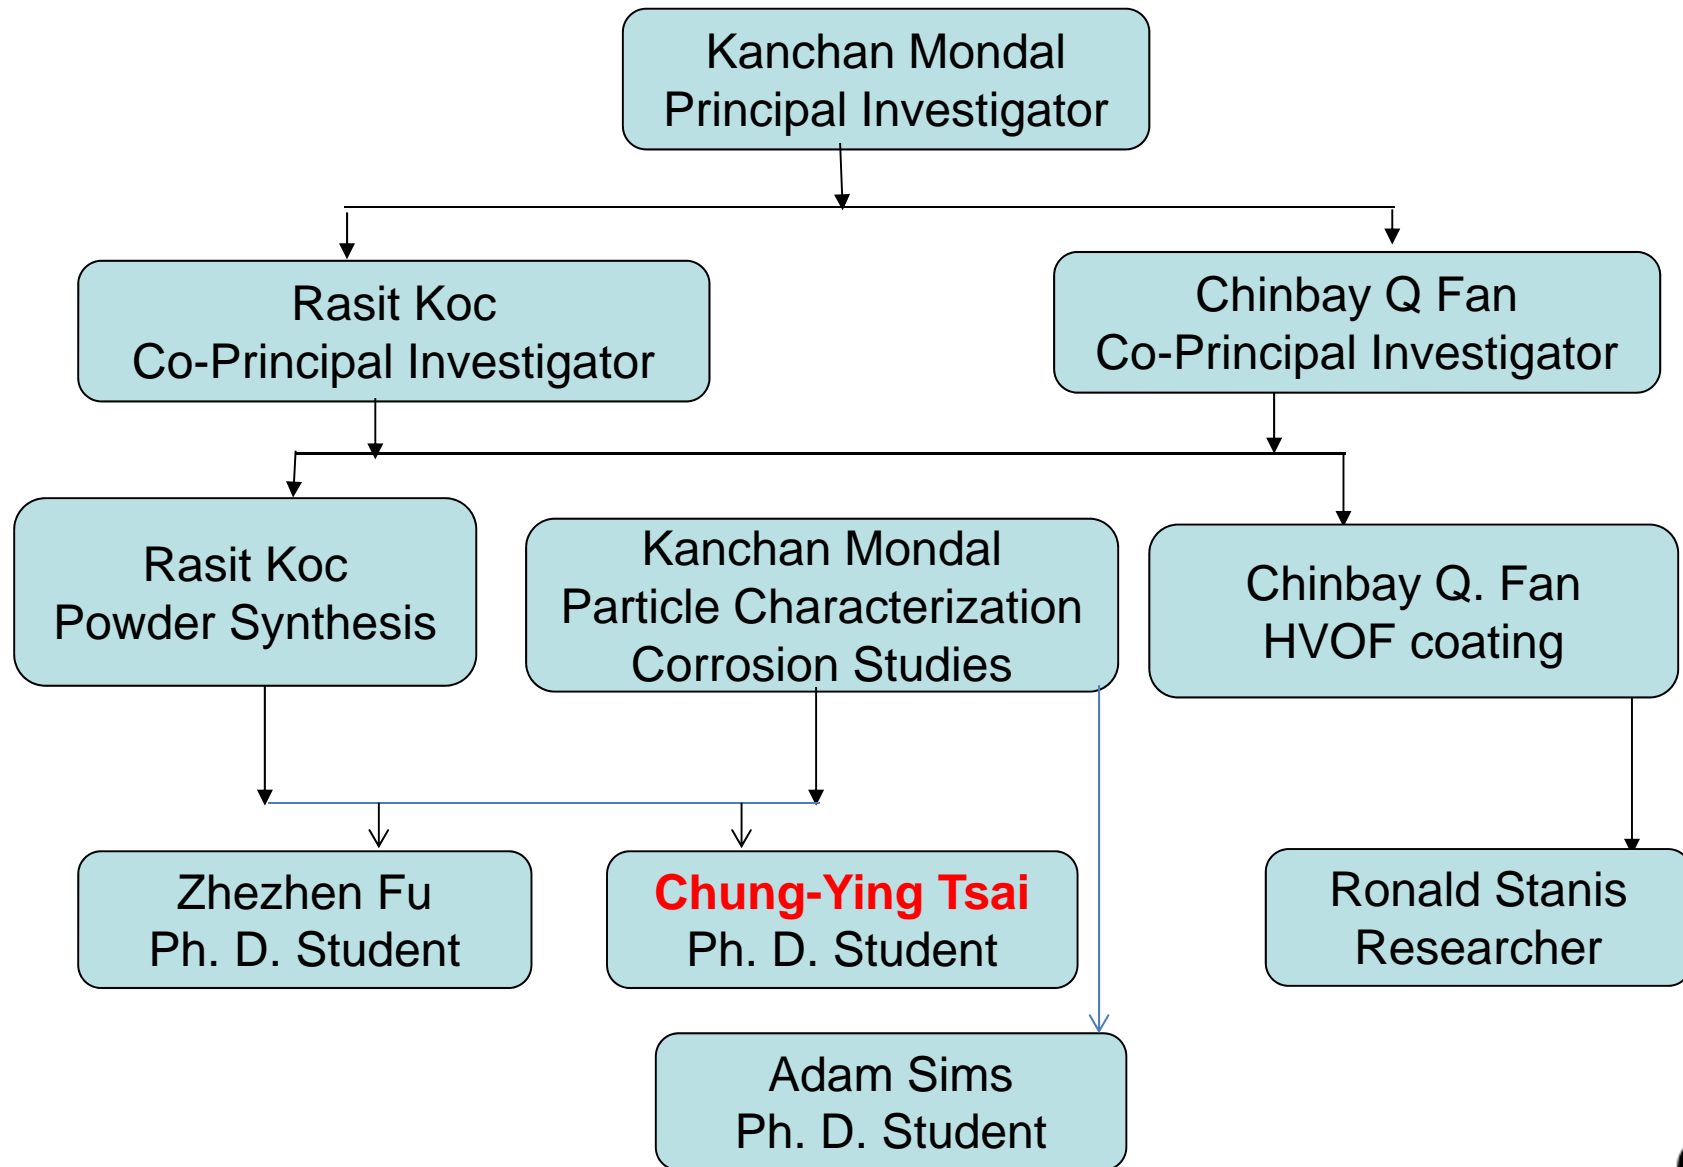 Kanchan Mondal
Principal Investigator
Rasit Koc
Co-Principal Investigator
Chinbay Q Fan
Co-Principal Investigator
Rasit Koc
Powder Synthesis
Kanchan Mondal
Particle Characterization
Corrosion Studies
Chinbay Q. Fan
HVOF coating
Zhezhen Fu
Ph. D. Student
Chung-Ying Tsai
Ph. D. Student
Ronald Stanis
Researcher
Adam Sims
Ph. D. Student